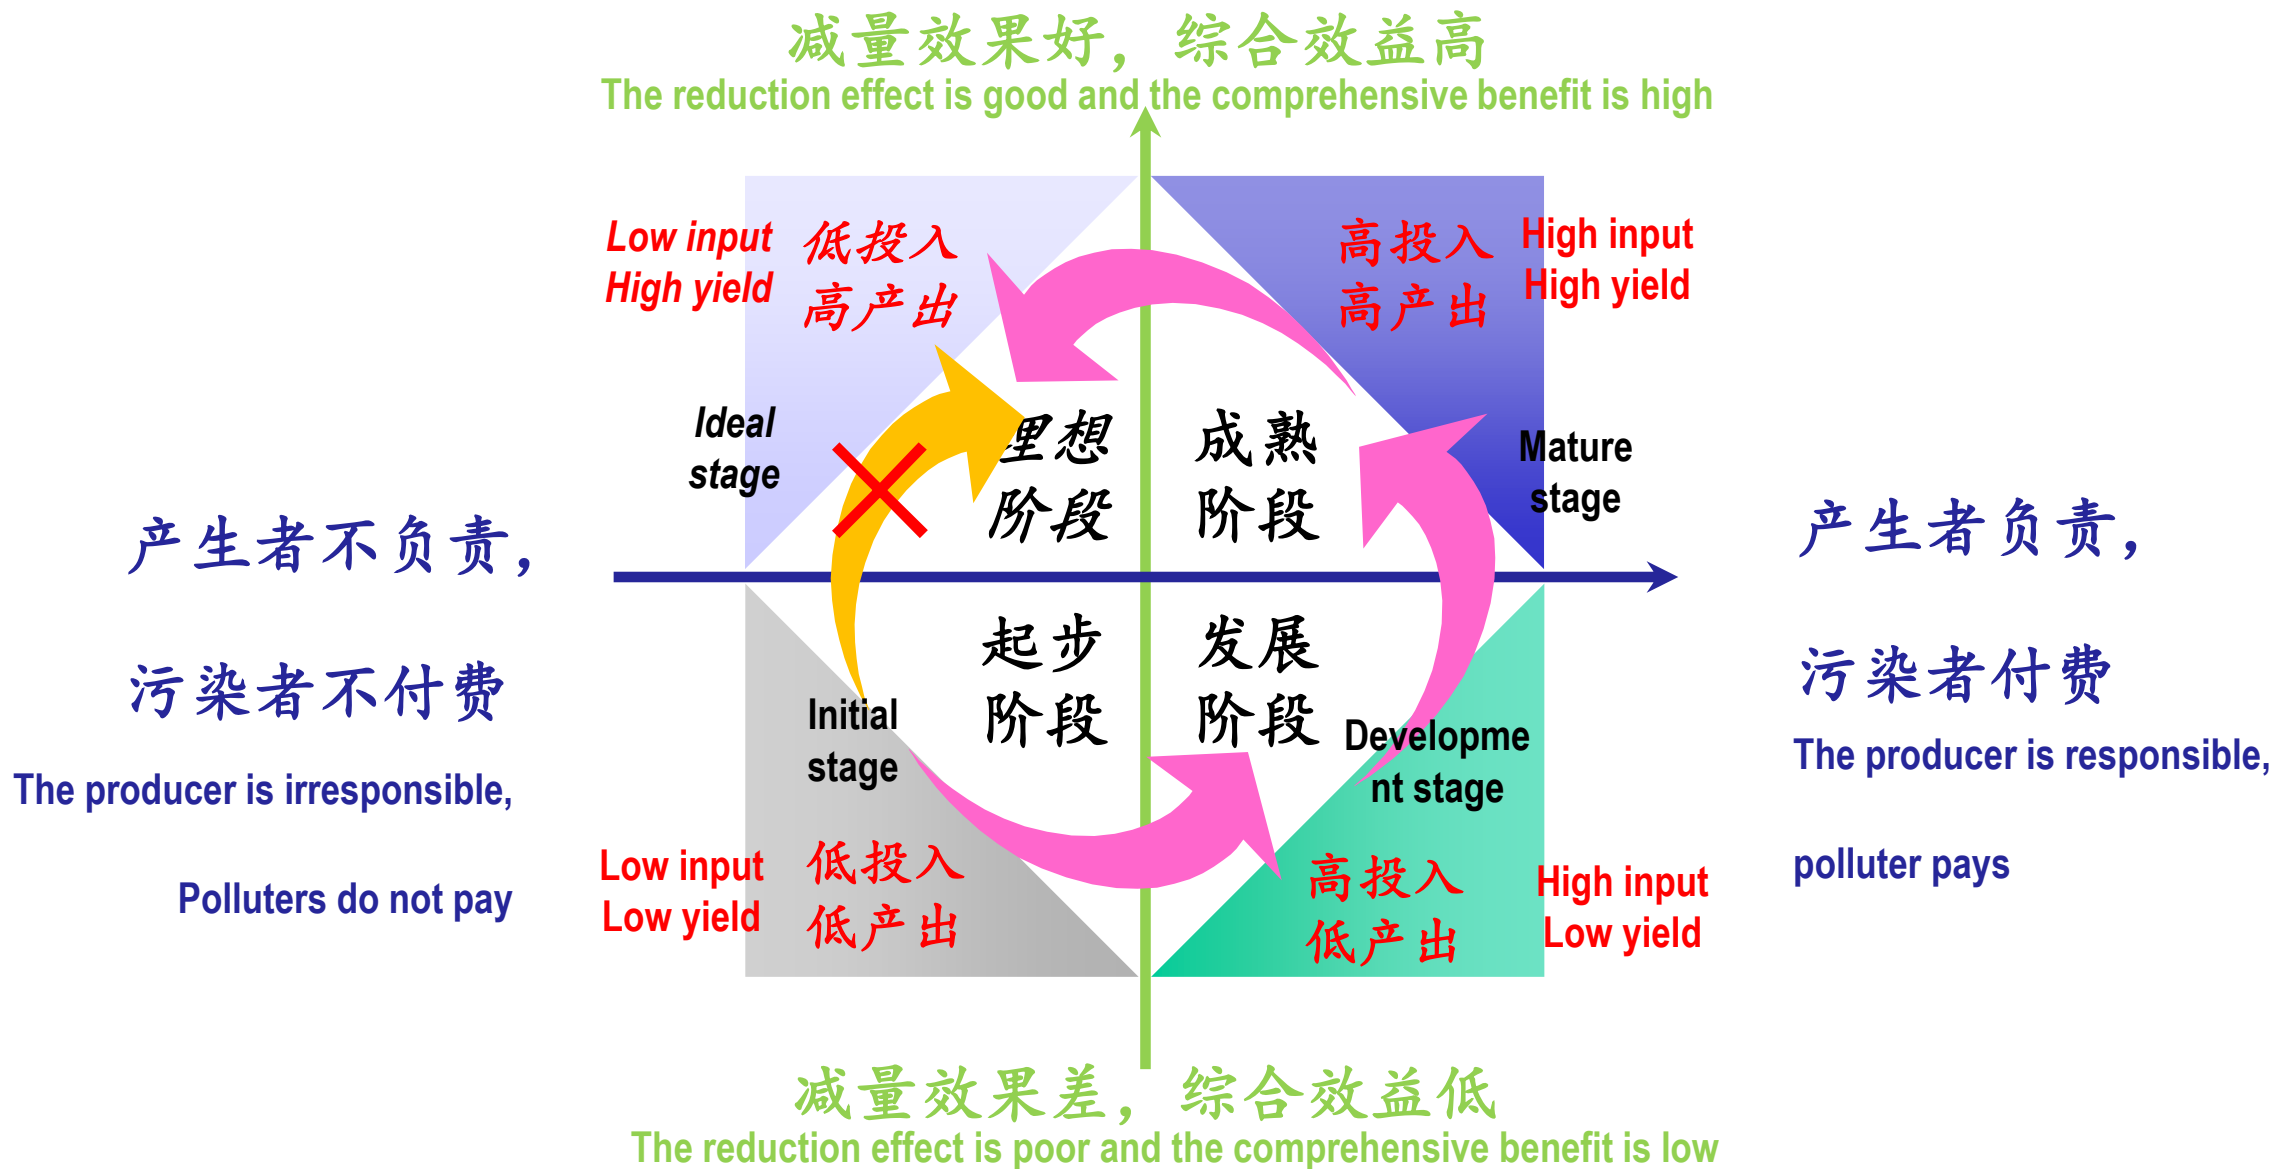 减量效果好，综合效益高
The reduction effect is good and the comprehensive benefit is high
Low input
High yield
低投入
高产出
高投入
高产出
High input
High yield
Ideal
stage
理想
阶段
成熟
阶段
Mature
stage
产生者不负责，
污染者不付费
The producer is irresponsible,
Polluters do not pay
产生者负责，
污染者付费
The producer is responsible,
polluter pays
起步
阶段
Initial
stage
发展
阶段
Developme
nt stage
Low input
Low yield
低投入
低产出
高投入
低产出
High input
Low yield
减量效果差，综合效益低
The reduction effect is poor and the comprehensive benefit is low